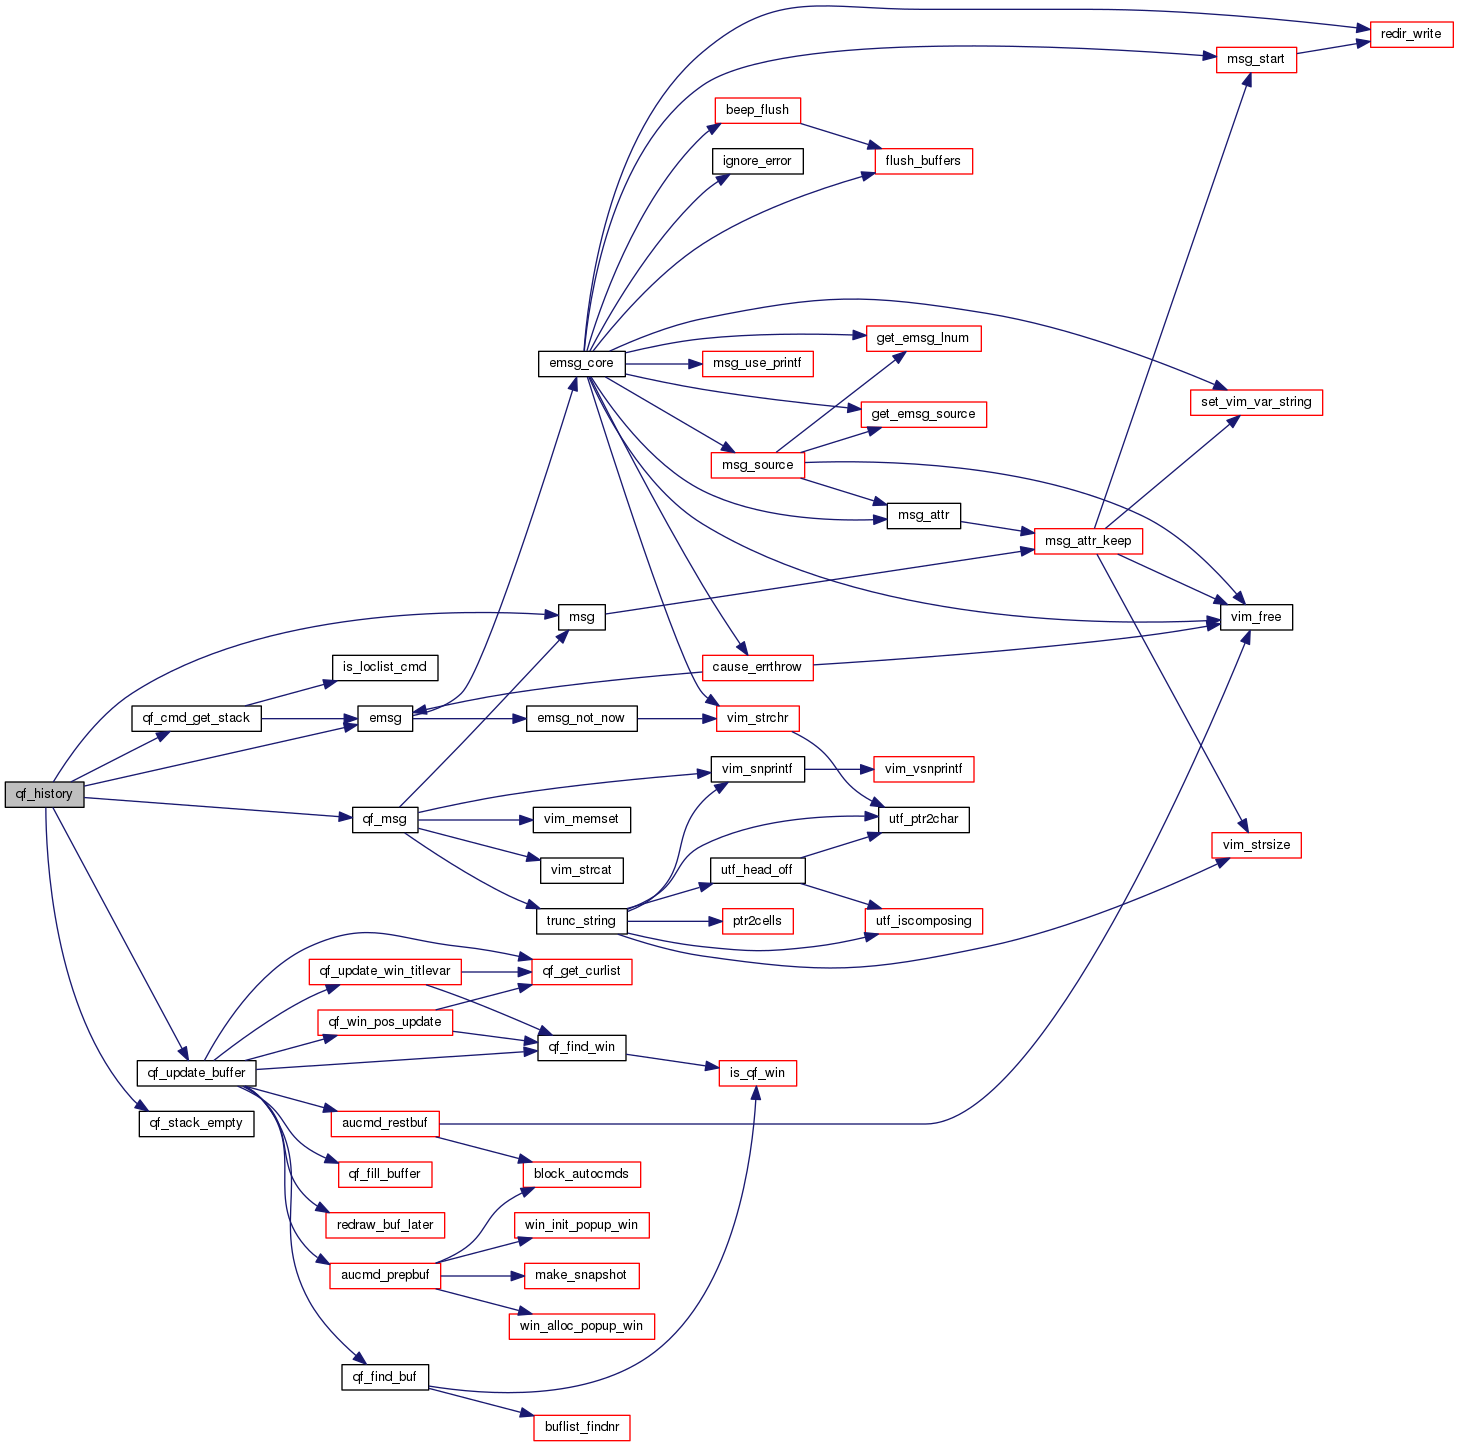 redir_write
msg_start
beep_flush
ignore_error
flush_buffers
get_emsg_lnum
emsg_core
msg_use_printf
set_vim_var_string
get_emsg_source
msg_source
msg_attr
msg_attr_keep
msg
vim_free
is_loclist_cmd
cause_errthrow
qf_cmd_get_stack
emsg
emsg_not_now
vim_strchr
vim_snprintf
vim_vsnprintf
qf_history
qf_msg
vim_memset
utf_ptr2char
vim_strsize
vim_strcat
utf_head_off
trunc_string
ptr2cells
utf_iscomposing
qf_update_win_titlevar
qf_get_curlist
qf_win_pos_update
qf_find_win
qf_update_buffer
is_qf_win
qf_stack_empty
aucmd_restbuf
qf_fill_buffer
block_autocmds
redraw_buf_later
win_init_popup_win
aucmd_prepbuf
make_snapshot
win_alloc_popup_win
qf_find_buf
buflist_findnr